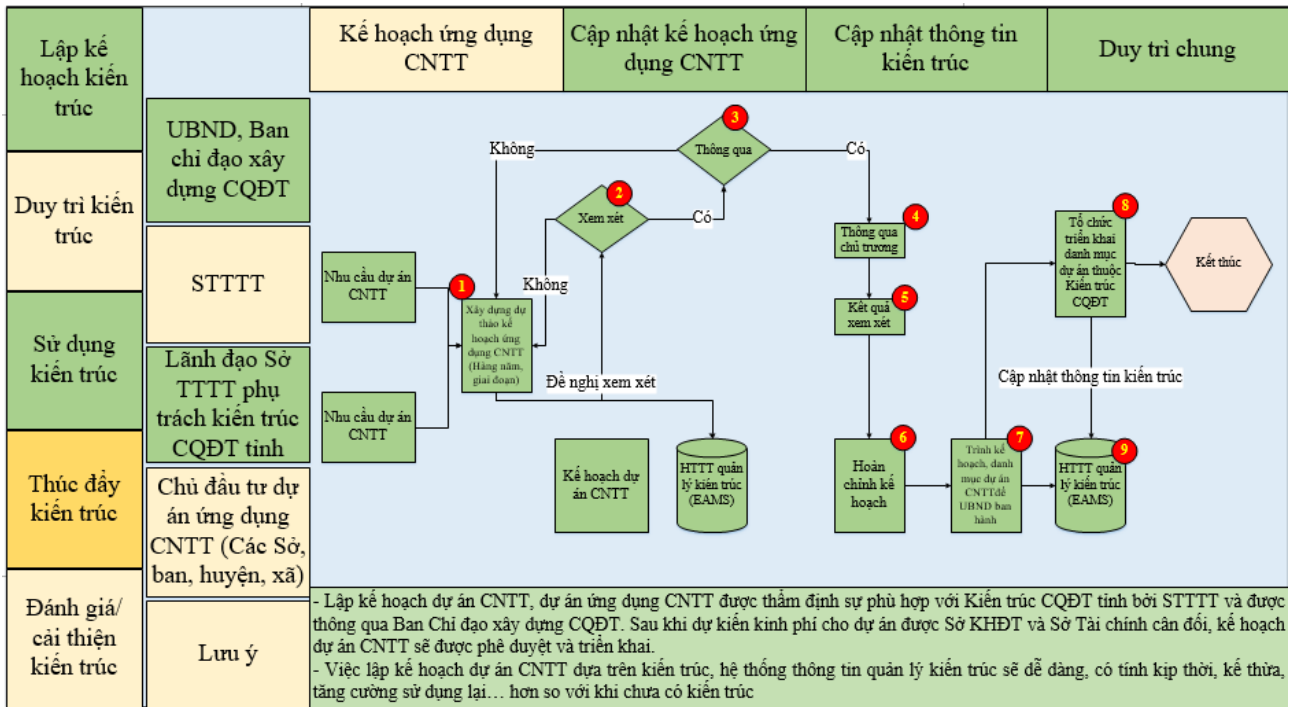 Lập kế
hoạch kiến
trúc
Duy trì kiến
trúc
Sử dụng
kiến trúc
Thúc đẩy
kiến trúc
Đánh giá/
cải thiện
kiến trúc
UBND, Ban
chỉ đạo xây
dựng CQĐT
STTTT
Lãnh đạo Sở
TTTT phụ
trách kiến trúc
CQĐT tỉnh
Chủ đầu tư dự
án ứng dụng
CNTT (Các Sở,
ban, huyện, xã)
Lưu ý
Kế hoạch ứng dụng
CNTT
Cập nhật kế hoạch ứng
dụng CNTT
Cập nhật thông tin
kiến trúc
Duy trì chung
3
Thông qua
Không
Có
2
Xem xét
Có
Không
Nhu cầu dự án
CNTT
1
Xây dựng dự
thảo kế
hoạch ứng
dụng CNTT
(Hàng năm,
giai đoạn)
Nhu cầu dự án
CNTT
Đề nghị xem xét
Kế hoạch dự
án CNTT
HTTT quản
lý kiến trúc
(EAMS)
4
Thông qua
chủ trương
5
Kết quả
xem xét
6
Hoàn
chỉnh kế
hoạch
7
Trình kế
hoạch, danh
mục dự án
CNTTđể
UBND ban
hành
8
Tổ chức
triển khai
danh mục
dự án thuộc
Kiến trúc
CQĐT
Kết thúc
Cập nhật thông tin kiến trúc
9
HTTT quản
lý kiến trúc
(EAMS)
- Lập kế hoạch dự án CNTT, dự án ứng dụng CNTT được thẩm định sự phù hợp với Kiến trúc CQĐT tỉnh bởi STTTT và được
thông qua Ban Chỉ đạo xây dựng CQĐT. Sau khi dự kiến kinh phí cho dự án được Sở KHĐT và Sở Tài chính cân đối, kế hoạch
dự án CNTT sẽ được phê duyệt và triển khai.
- Việc lập kế hoạch dự án CNTT dựa trên kiến trúc, hệ thống thông tin quản lý kiến trúc sẽ dễ dàng, có tính kịp thời, kế thừa,
tăng cường sử dụng lại… hơn so với khi chưa có kiến trúc